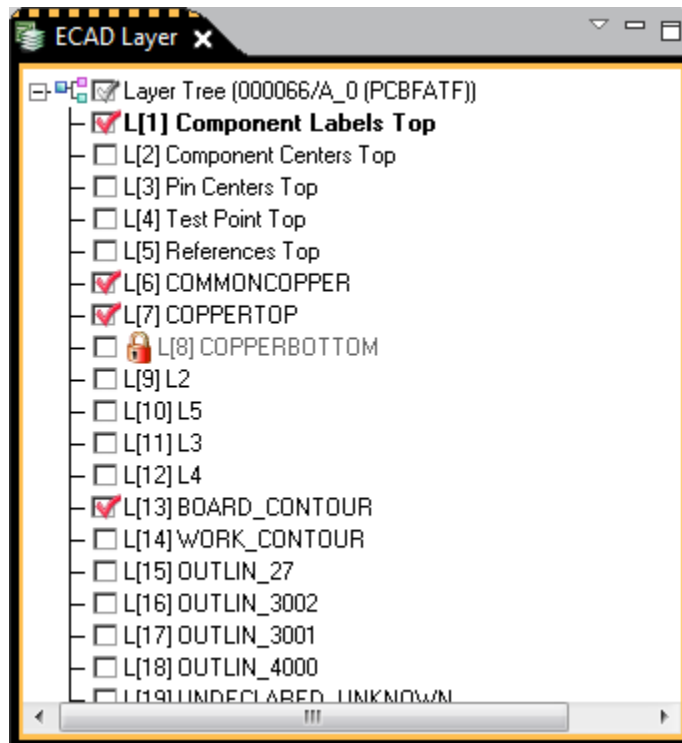 ECAD Layer
Layer Tree (000066/A_0 (PCBFATF))
L[1] Component Labels Top
L[2] Component Centers Top
L[3] Pin Centers Top
L[4] Test Point Top
L[5] References Top
L[6] COMMONCOPPER
L[7] COPPERTOP
L[8] COPPERBOTTOM
L[9] L2
L[10] L5
L[11] L3
L[12] L4
L[13] BOARD_CONTOUR
L[14] WORK_CONTOUR
L[15] OUTLIN_27
L[16] OUTLIN_3002
L[17] OUTLIN_3001
L[18] OUTLIN_4000
L[19] UNDECLARED_UNKNOWN